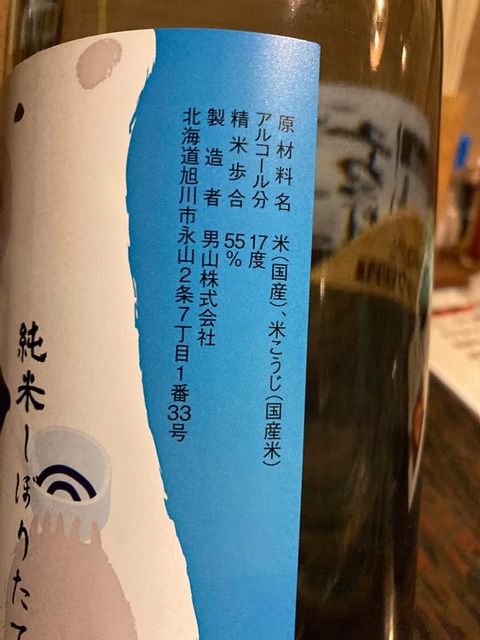 原材料名 米(国産)、米こうじ(国産米)
アルコール分 17度
精米歩合 55%
製造者 男山株式会社
北海道旭川市永山2条7丁目1番33号
純米しぼりたて